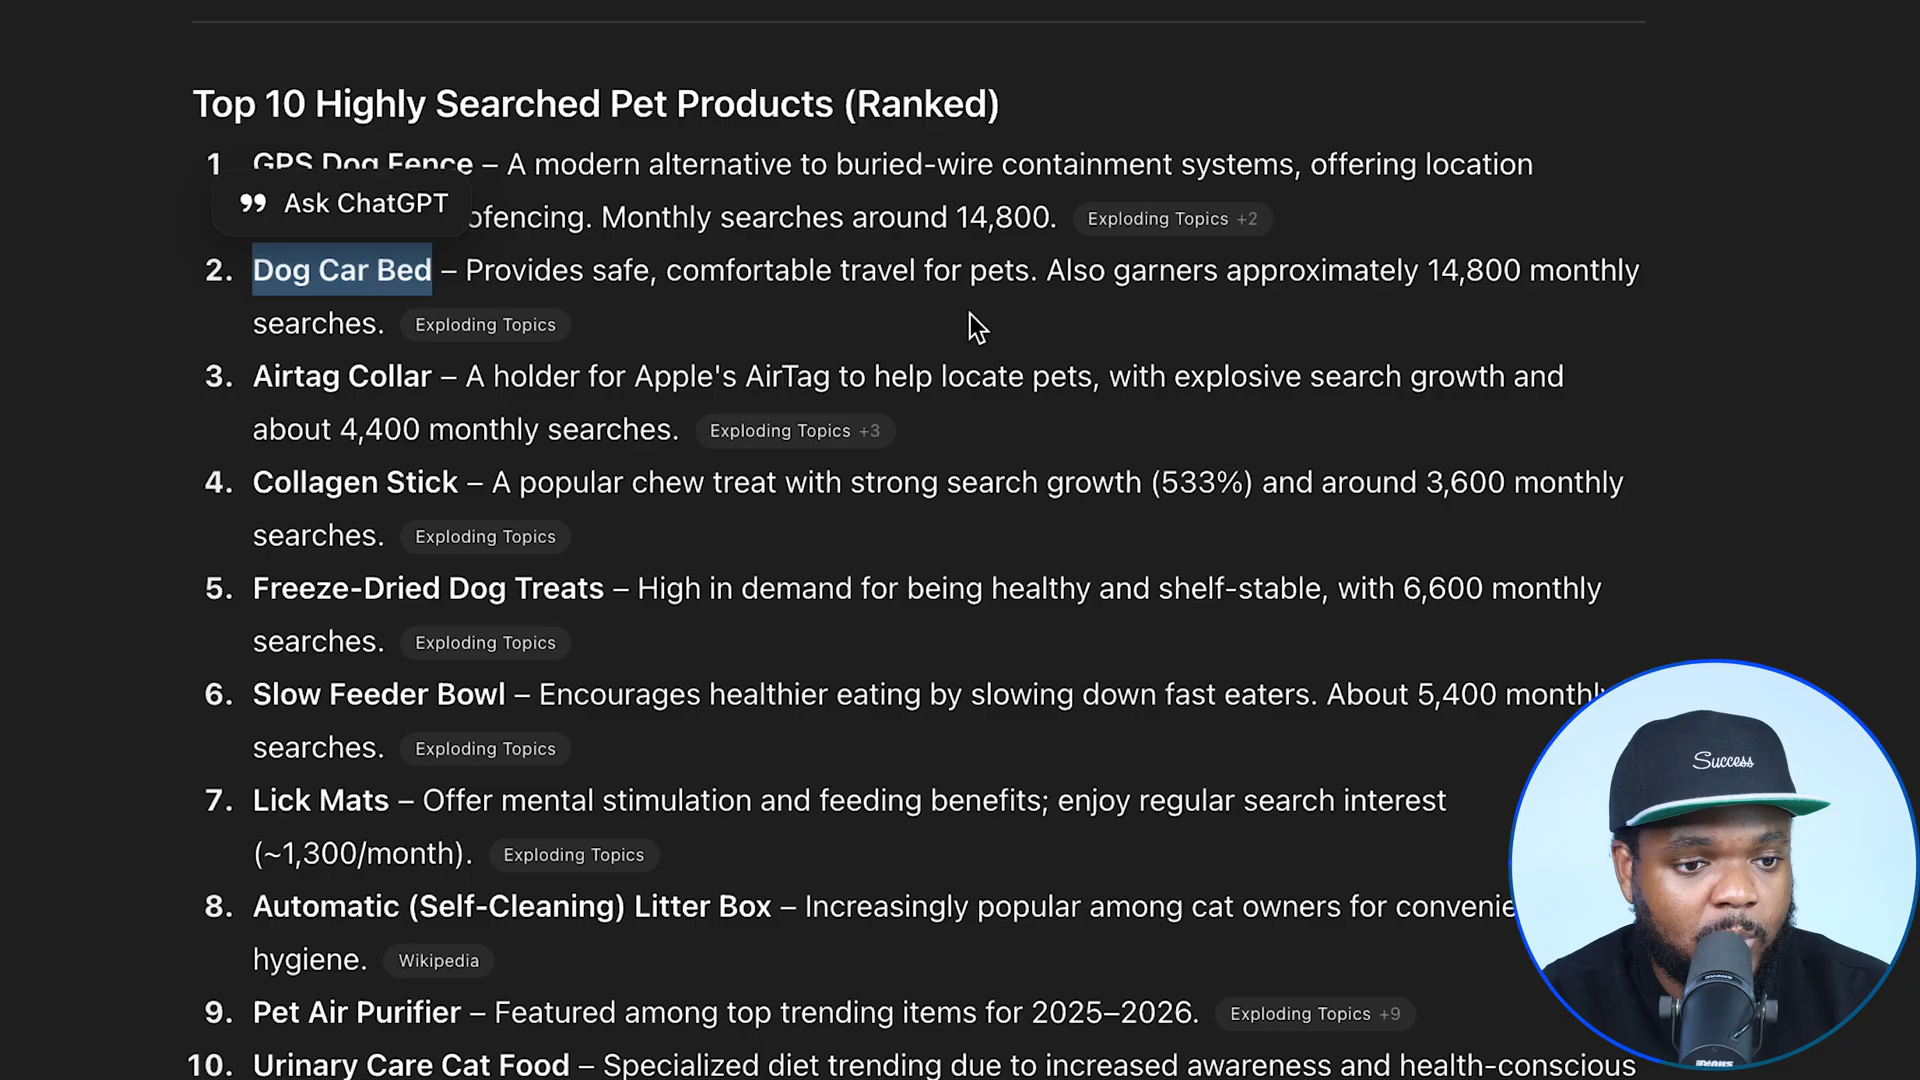 Top 10 Highly Searched Pet Products (Ranked)
1 GPS Dog Fence – A modern alternative to buried-wire containment systems, offering location
Ask ChatGPT ofencing. Monthly searches around 14,800. Exploding Topics +2
2. Dog Car Bed – Provides safe, comfortable travel for pets. Also garners approximately 14,800 monthly
searches. Exploding Topics
3. Airtag Collar – A holder for Apple's AirTag to help locate pets, with explosive search growth and
about 4,400 monthly searches. Exploding Topics +3
4. Collagen Stick – A popular chew treat with strong search growth (533%) and around 3,600 monthly
searches. Exploding Topics
5. Freeze-Dried Dog Treats – High in demand for being healthy and shelf-stable, with 6,600 monthly
searches. Exploding Topics
6. Slow Feeder Bowl – Encourages healthier eating by slowing down fast eaters. About 5,400 monthly
searches. Exploding Topics
7. Lick Mats – Offer mental stimulation and feeding benefits; enjoy regular search interest
(~1,300/month). Exploding Topics
8. Automatic (Self-Cleaning) Litter Box – Increasingly popular among cat owners for convenie
hygiene. Wikipedia
9. Pet Air Purifier – Featured among top trending items for 2025–2026. Exploding Topics +9
10. Urinary Care Cat Food – Specialized diet trending due to increased awareness and health-conscious
Success